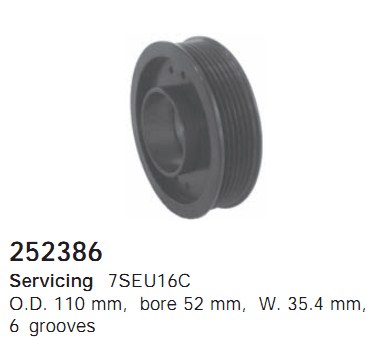 252386
Servicing 7SEU16C
O.D. 110 mm, bore 52 mm, W. 35.4 mm,
6 grooves